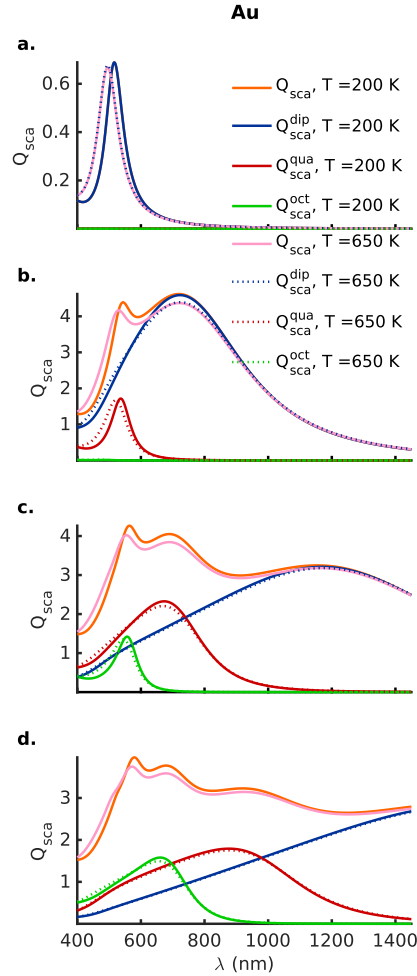 Au
a.
Q_sca
0.6
0.4
0.2
Q_sca, T =200 K
Q_sca^dip, T =200 K
Q_sca^qua, T =200 K
Q_sca^oct, T =200 K
Q_sca, T =650 K
Q_sca^dip, T =650 K
Q_sca^qua, T =650 K
Q_sca^oct, T =650 K
b.
Q_sca
4
3
2
1
c.
Q_sca
4
3
2
1
d.
Q_sca
3
2
1
400 600 800 1000 1200 1400
λ (nm)